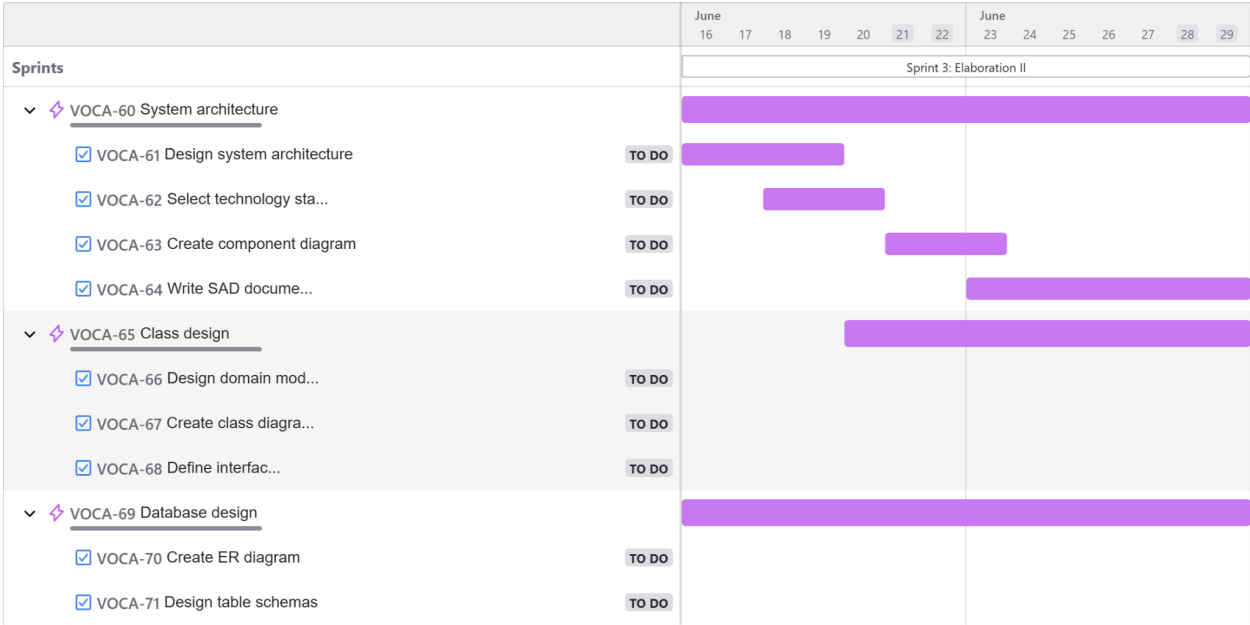 June June
16 17 18 19 20 21 22 23 24 25 26 27 28 29
Sprints Sprint 3: Elaboration II
VOCA-60 System architecture
VOCA-61 Design system architecture TO DO
VOCA-62 Select technology sta... TO DO
VOCA-63 Create component diagram TO DO
VOCA-64 Write SAD docume... TO DO
VOCA-65 Class design
VOCA-66 Design domain mod... TO DO
VOCA-67 Create class diagra... TO DO
VOCA-68 Define interfac... TO DO
VOCA-69 Database design
VOCA-70 Create ER diagram TO DO
VOCA-71 Design table schemas TO DO